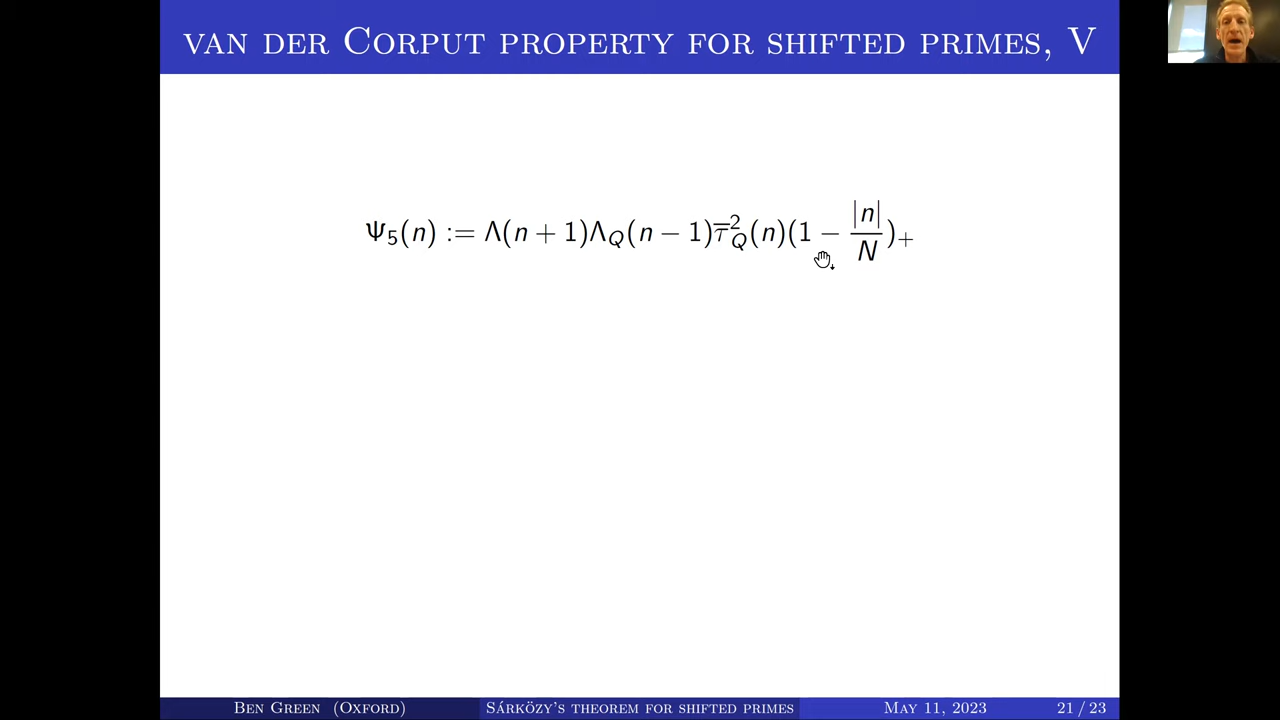 VAN DER CORPUT PROPERTY FOR SHIFTED PRIMES, V
Ψ₅(n) := Λ(n + 1)Λ_Q(n − 1)τ̅²_Q(n)(1 − |n|/N)₊
BEN GREEN (OXFORD) SÁRKÖZY'S THEOREM FOR SHIFTED PRIMES MAY 11, 2023 21 / 23